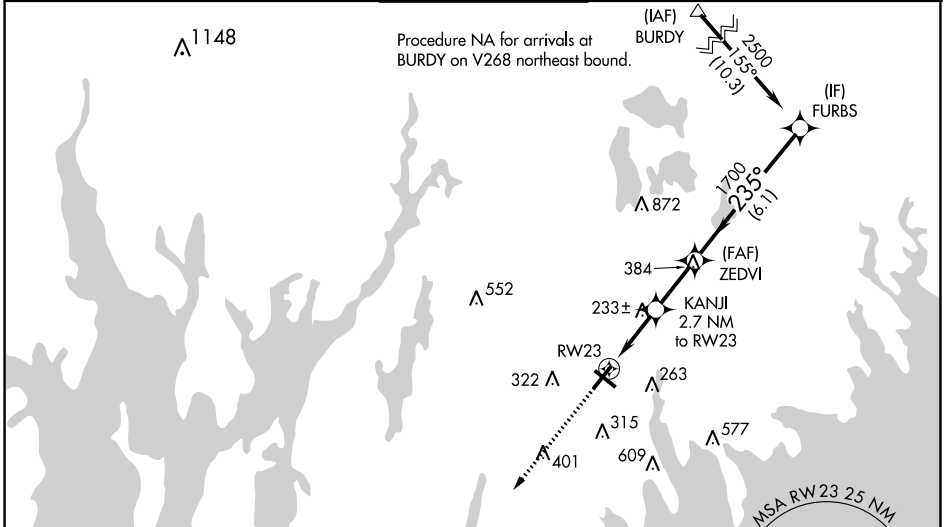 1148
Procedure NA for arrivals at
BURDY on V268 northeast bound.
(IAF)
BURDY
2500
155°
(10.3)
(IF)
FURBS
1700
235°
(6.1)
872
(FAF)
ZEDVI
384
552
233±
KANJI
2.7 NM
to RW23
RW23
322
263
315
577
401
609
MSA RW23 25 NM